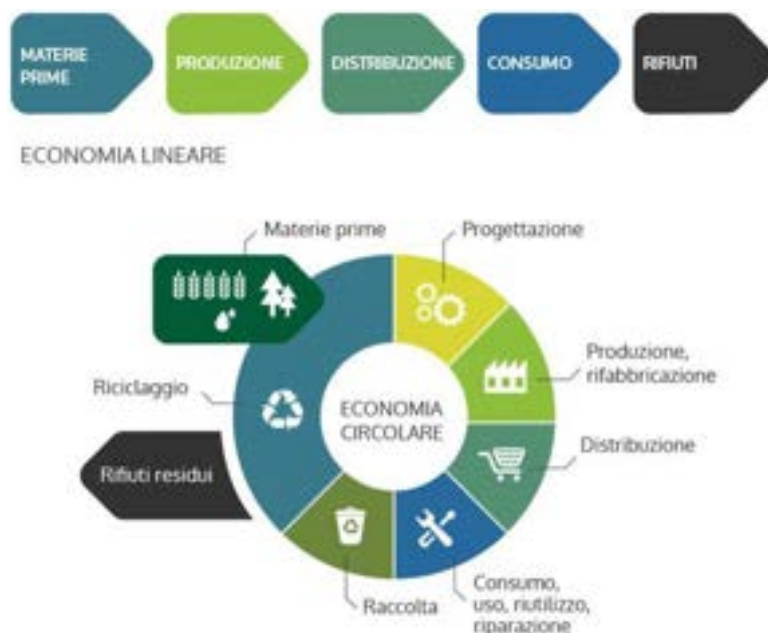 MATERIE
PRIME
PRODUZIONE
DISTRIBUZIONE
CONSUMO
RIFIUTI
ECONOMIA LINEARE
Materie prime
Progettazione
Produzione,
rifabbricazione
Riciclaggio
ECONOMIA
CIRCOLARE
Distribuzione
Rifiuti residui
Consumo,
uso, riutilizzo,
riparazione
Raccolta